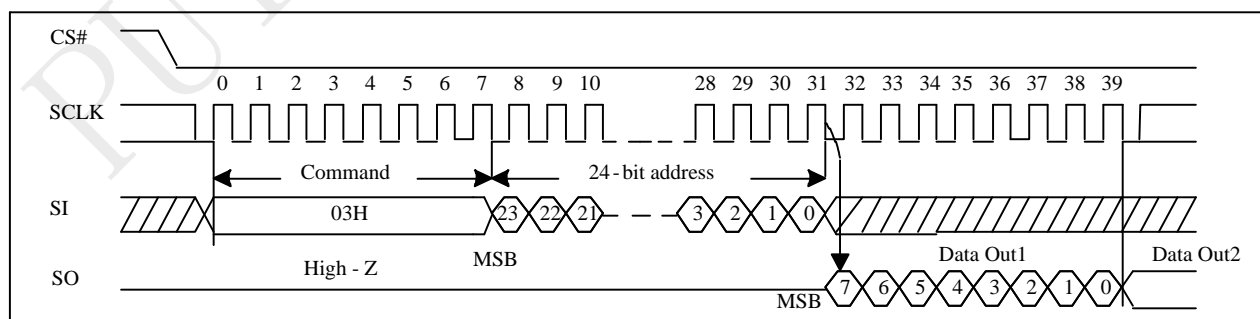 CS#
0 1 2 3 4 5 6 7 8 9 10 28 29 30 31 32 33 34 35 36 37 38 39
SCLK
Command 24-bit address
SI 03H 23 22 21 3 2 1 0
MSB
High - Z Data Out1 Data Out2
SO 7 6 5 4 3 2 1 0
MSB